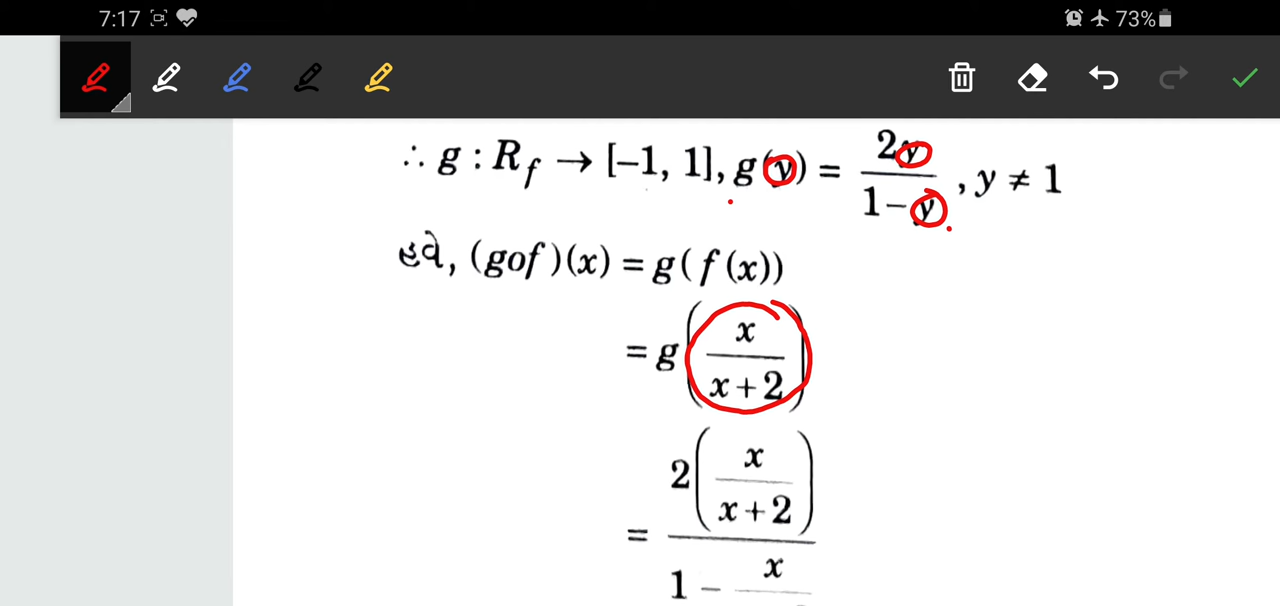 7:17 73%
∴ g : R_f → [−1, 1], g(y) = 2y / (1−y), y ≠ 1
હવે, (gof)(x) = g(f(x))
= g(x / (x+2))
= 2(x / (x+2))
1 − x